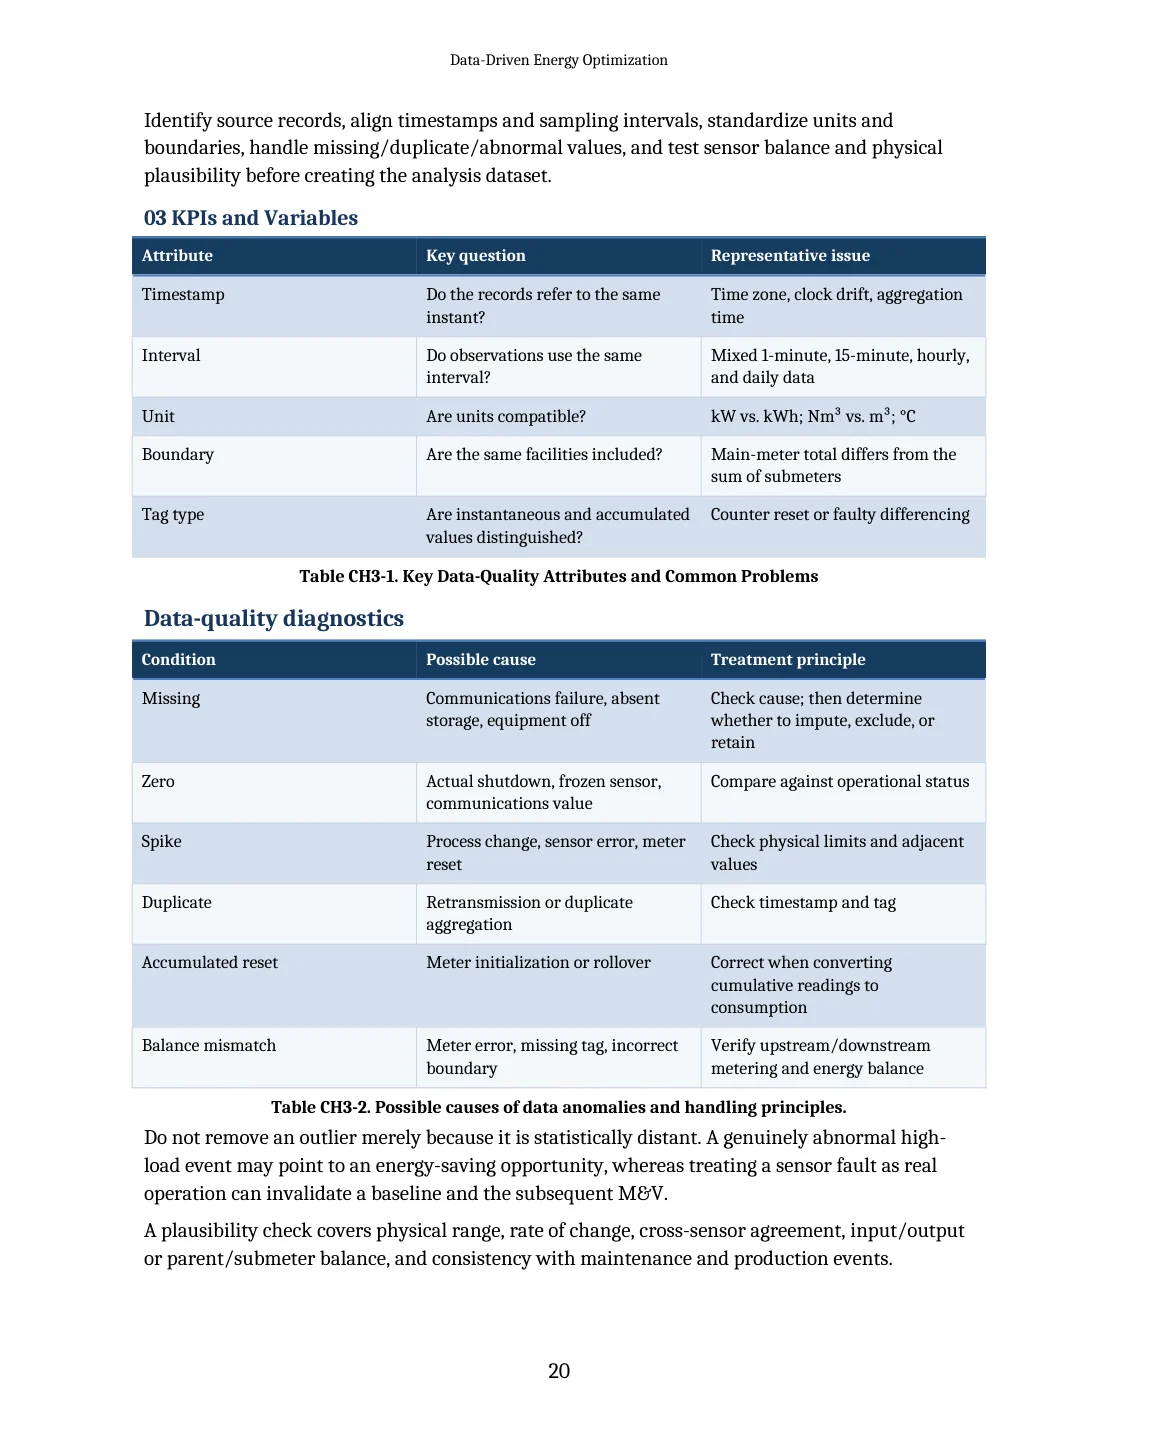 Data-Driven Energy Optimization
Identify source records, align timestamps and sampling intervals, standardize units and
boundaries, handle missing/duplicate/abnormal values, and test sensor balance and physical
plausibility before creating the analysis dataset.
03 KPIs and Variables
Attribute Key question Representative issue
Timestamp Do the records refer to the same Time zone, clock drift, aggregation
instant? time
Interval Do observations use the same Mixed 1-minute, 15-minute, hourly,
interval? and daily data
Unit Are units compatible? kW vs. kWh; Nm³ vs. m³; °C
Boundary Are the same facilities included? Main-meter total differs from the
sum of submeters
Tag type Are instantaneous and accumulated Counter reset or faulty differencing
values distinguished?
Table CH3-1. Key Data-Quality Attributes and Common Problems
Data-quality diagnostics
Condition Possible cause Treatment principle
Missing Communications failure, absent Check cause; then determine
storage, equipment off whether to impute, exclude, or
retain
Zero Actual shutdown, frozen sensor, Compare against operational status
communications value
Spike Process change, sensor error, meter Check physical limits and adjacent
reset values
Duplicate Retransmission or duplicate Check timestamp and tag
aggregation
Accumulated reset Meter initialization or rollover Correct when converting
cumulative readings to
consumption
Balance mismatch Meter error, missing tag, incorrect Verify upstream/downstream
boundary metering and energy balance
Table CH3-2. Possible causes of data anomalies and handling principles.
Do not remove an outlier merely because it is statistically distant. A genuinely abnormal high-
load event may point to an energy-saving opportunity, whereas treating a sensor fault as real
operation can invalidate a baseline and the subsequent M&V.
A plausibility check covers physical range, rate of change, cross-sensor agreement, input/output
or parent/submeter balance, and consistency with maintenance and production events.
20